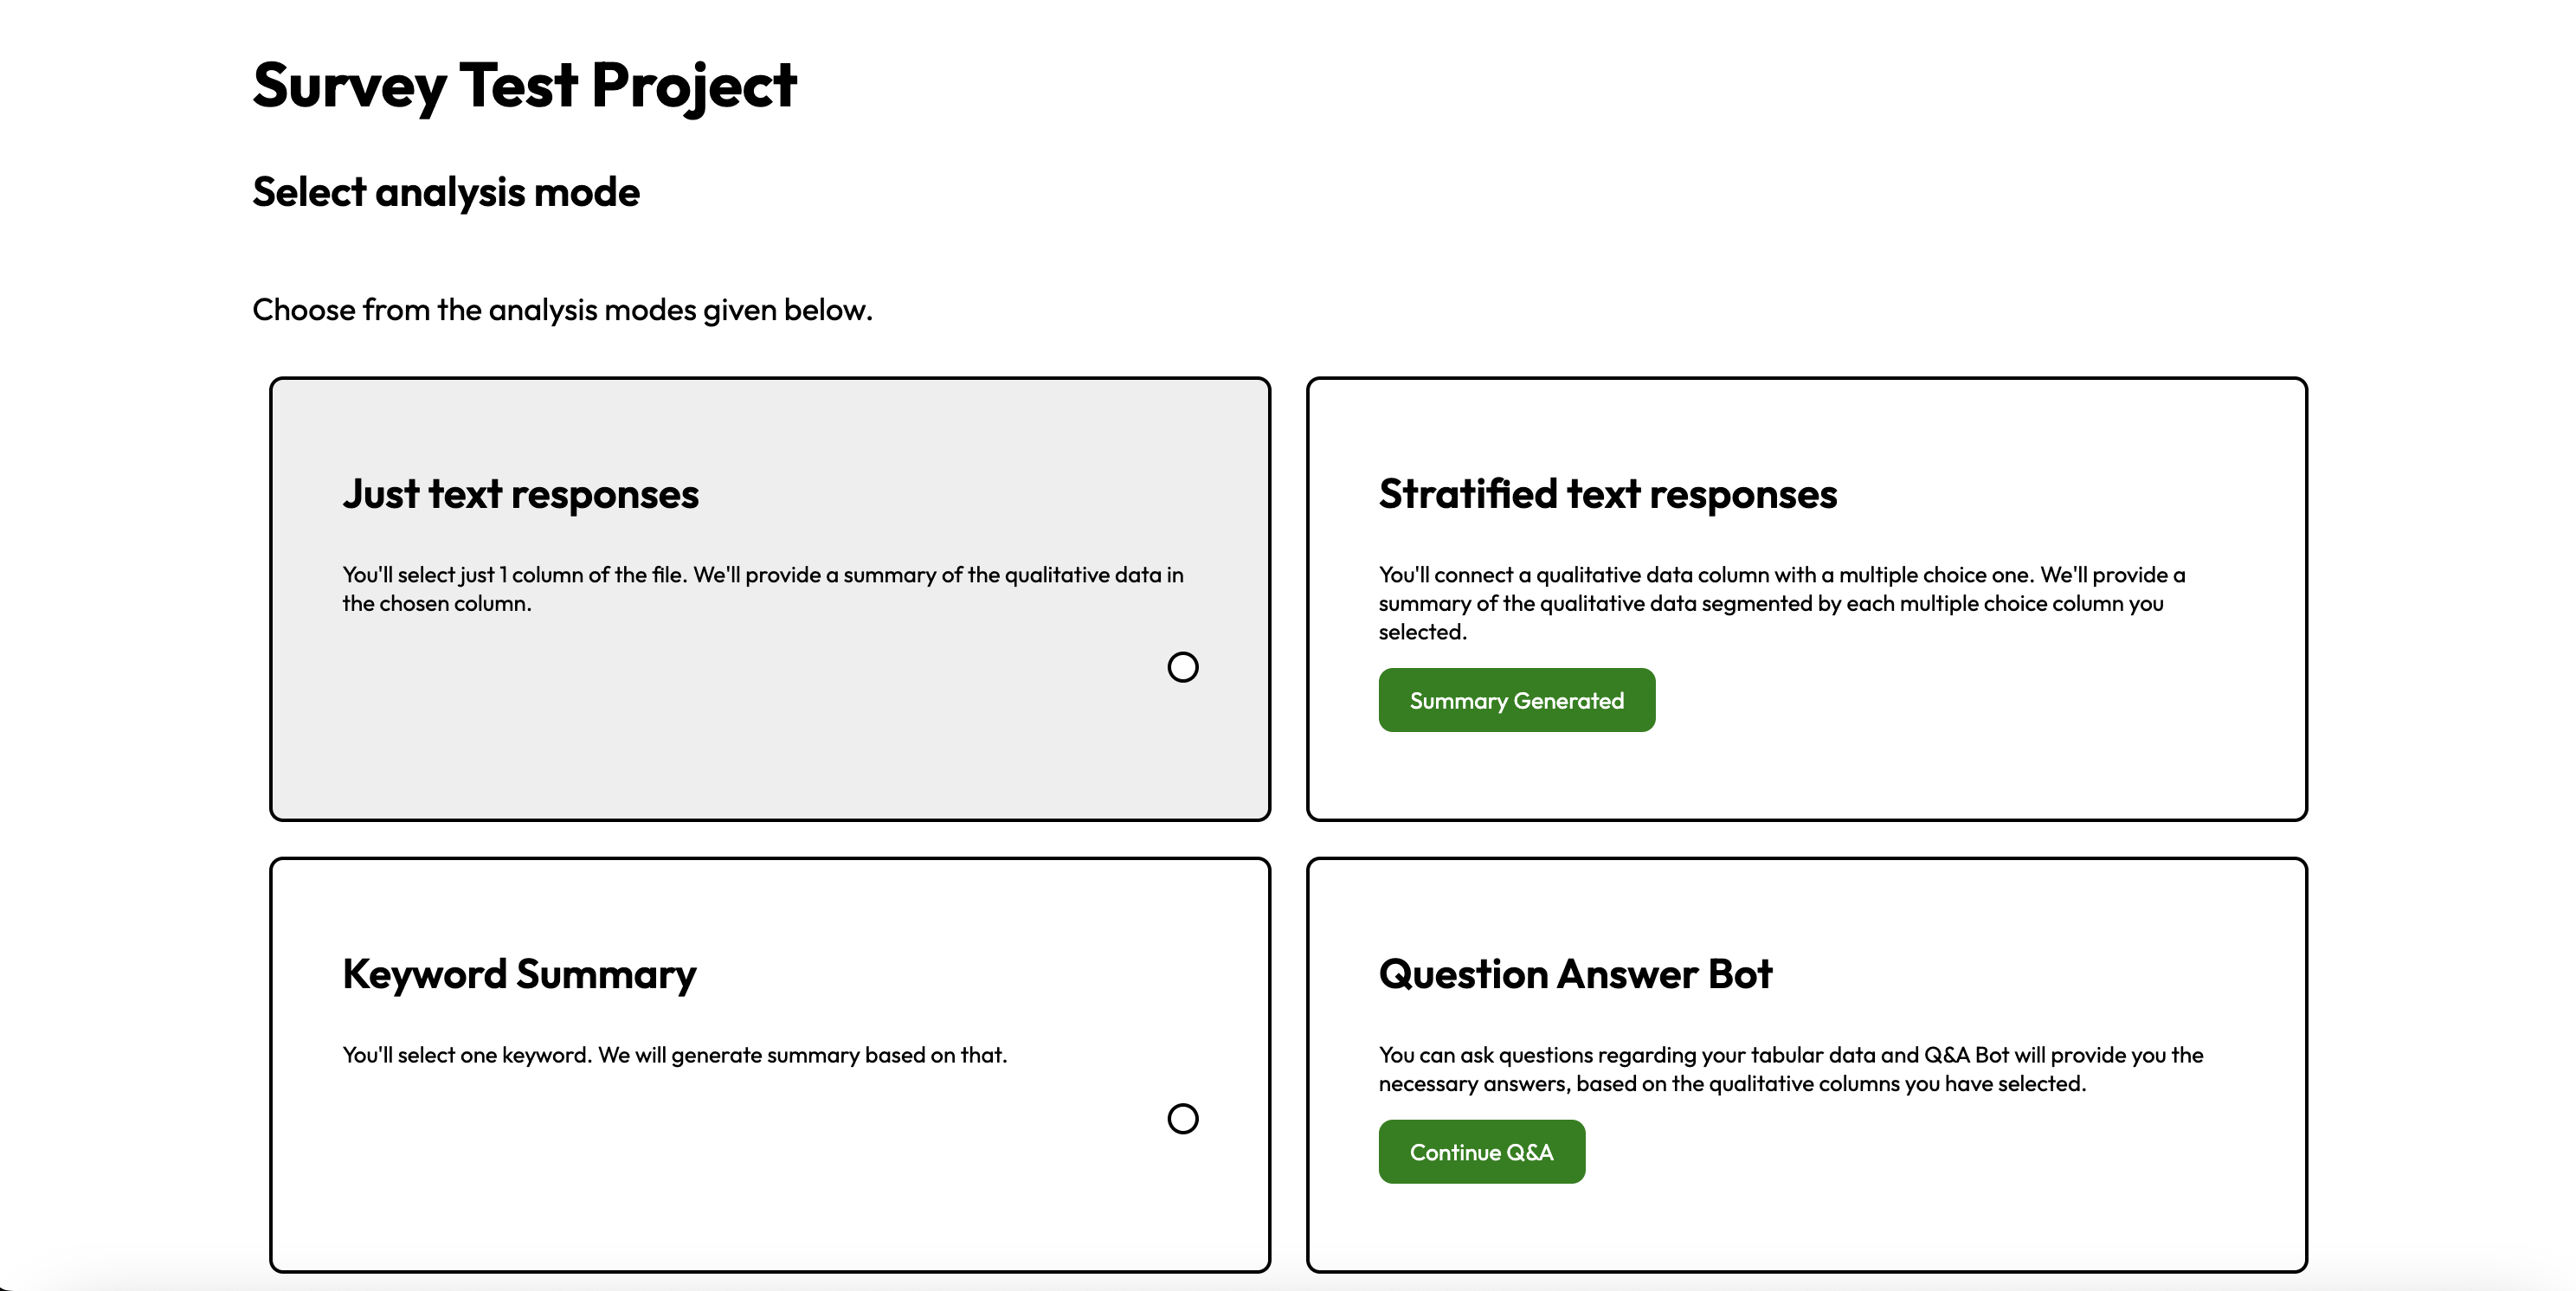 Survey Test Project
Select analysis mode
Choose from the analysis modes given below.
Just text responses
You'll select just 1 column of the file. We'll provide a summary of the qualitative data in
the chosen column.
Stratified text responses
You'll connect a qualitative data column with a multiple choice one. We'll provide a
summary of the qualitative data segmented by each multiple choice column you
selected.
Summary Generated
Keyword Summary
You'll select one keyword. We will generate summary based on that.
Question Answer Bot
You can ask questions regarding your tabular data and Q&A Bot will provide you the
necessary answers, based on the qualitative columns you have selected.
Continue Q&A